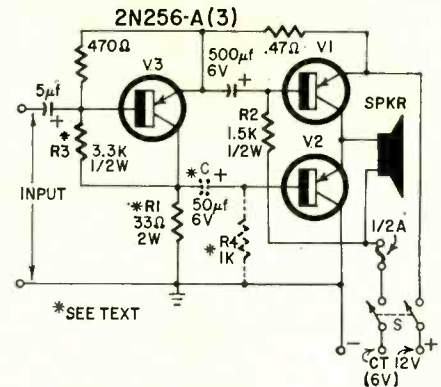 2N256-A(3)
470Ω
V3
500μf
6V
+
.47Ω
V1
5μf
+
*
R3
3.3K
1/2W
R2
1.5K
1/2W
SPKR
V2
INPUT
*C
+
50μf
6V
*R1
33Ω
2W
*R4
1K
1/2A
*SEE TEXT
S
-
CT 12V
(6V)
+